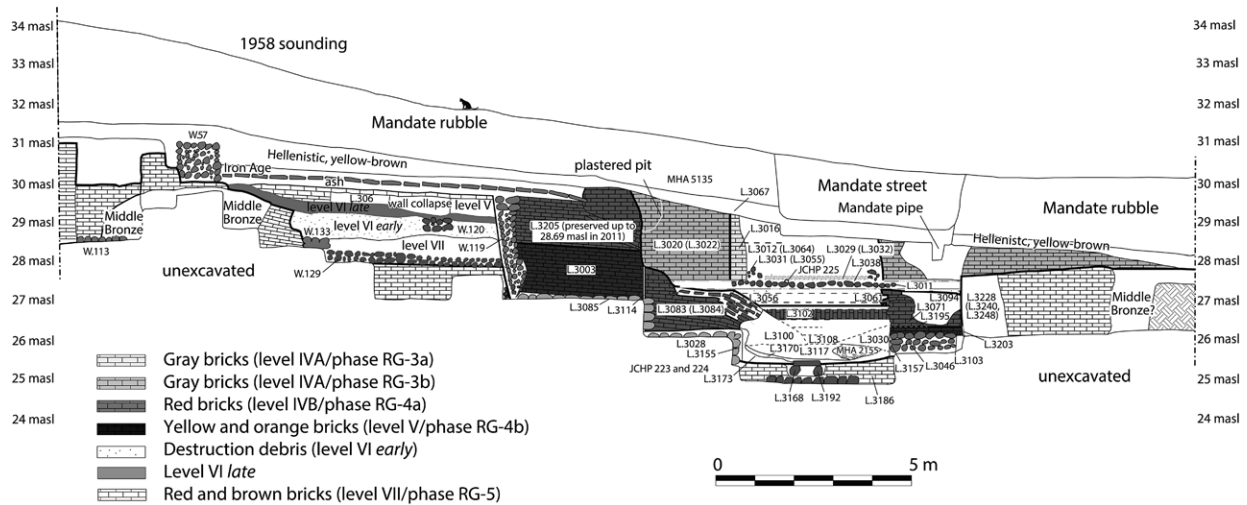 34 masl
33 masl
32 masl
31 masl
30 masl
29 masl
28 masl
27 masl
26 masl
25 masl
24 masl
1958 sounding
Mandate rubble
W.57
Iron Age
Hellenistic, yellow-brown
ash
L.306
wall collapse
level V
level VI late
Middle
Bronze
Middle
Bronze
W.133
level VI early
W.120
W.119
level VII
W.113
W.129
unexcavated
plastered pit
MHA 5135
L.3067
L.3205 (preserved up to
28.69 masl in 2011)
L.3003
L.3020 (L.3022)
L.3016
L.3012 (L.3064)
L.3029 (L.3032)
L.3031 (L.3055)
L.3038
JCHP 225
L.3011
Mandate street
Mandate pipe
Mandate rubble
Hellenistc, yellow-brown
L.3085
L.3114
L.3083 (L.3084)
L.3056
L.3061
L.3102
L.3094
L.3071
L.3195
L.3228
(L.3240,
L.3248)
Middle
Bronze?
L.3028
L.3155
L.3100
L.3108
L.3030
L.3170
L.3117
MHA 2155
L.3203
L.3103
L.3046
L.3157
JCHP 223 and 224
L.3173
L.3168
L.3192
L.3186
unexcavated
34 masl
33 masl
32 masl
31 masl
30 masl
29 masl
28 masl
27 masl
26 masl
25 masl
24 masl
Gray bricks (level IVA/phase RG-3a)
Gray bricks (level IVA/phase RG-3b)
Red bricks (level IVB/phase RG-4a)
Yellow and orange bricks (level V/phase RG-4b)
Destruction debris (level VI early)
Level VI late
Red and brown bricks (level VII/phase RG-5)
0 5 m